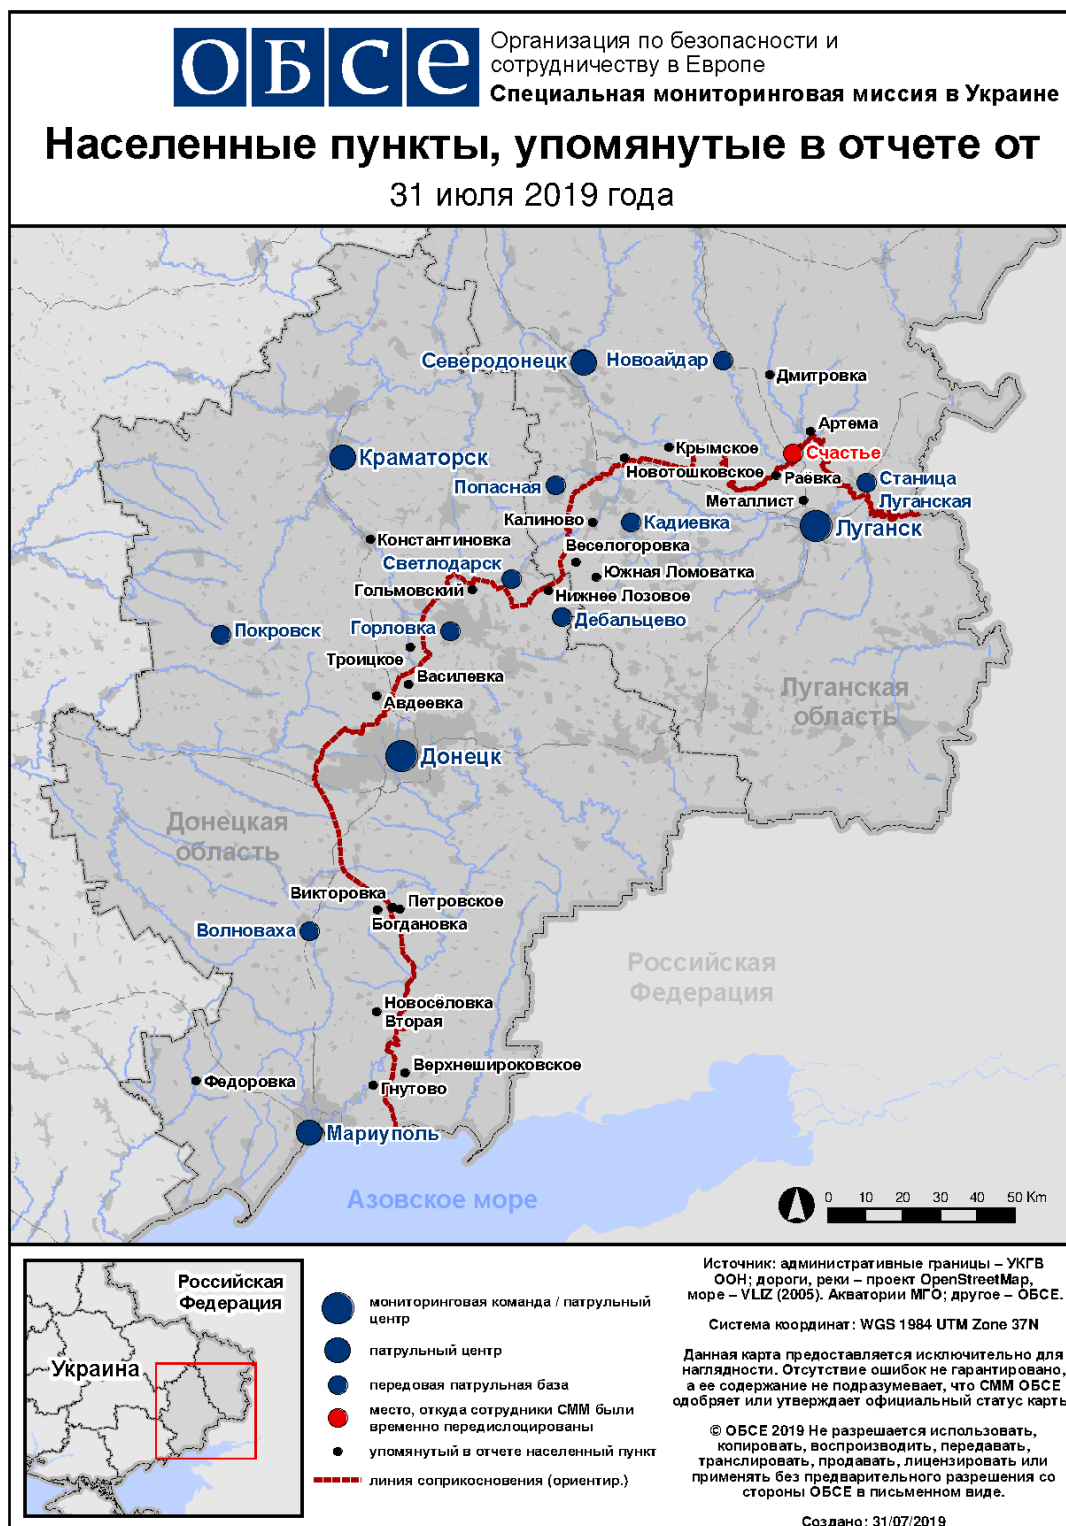 ОБСЕ
Организация по безопасности и
сотрудничеству в Европе
Специальная мониторинговая миссия в Украине
Населенные пункты, упомянутые в отчете от
31 июля 2019 года
Северодонецк
Новоайдар
Дмитровка
Артема
Крымское
Счастье
Краматорск
Новотошковское
Раёвка
Станица
Луганская
Попасная
Металлист
Калиново
Кадиевка
Луганск
Константиновка
Веселогоровка
Светлодарск
Южная Ломоватка
Гольмовский
Нижнее Лозовое
Дебальцево
Покровск
Горловка
Троицкое
Василевка
Авдеевка
Луганская
область
Донецк
Донецкая
область
Викторовка
Петровское
Богдановка
Волноваха
Российская
Федерация
Новосёловка
Вторая
Верхнешироковское
Федоровка
Гнутово
Мариуполь
Азовское море
0 10 20 30 40 50 Km
Российская
Федерация
Украина
мониторинговая команда / патрульный
центр
патрульный центр
передовая патрульная база
место, откуда сотрудники СММ были
временно передислоцированы
упомянутый в отчете населенный пункт
линия соприкосновения (ориентир.)
Источник: административные границы – УКГВ
ООН; дороги, реки – проект OpenStreetMap,
море – VLIZ (2005). Акватории МГО; другое – ОБСЕ.
Система координат: WGS 1984 UTM Zone 37N
Данная карта предоставляется исключительно для
наглядности. Отсутствие ошибок не гарантировано,
а ее содержание не подразумевает, что СММ ОБСЕ
одобряет или утверждает официальный статус карты
© ОБСЕ 2019 Не разрешается использовать,
копировать, воспроизводить, передавать,
транслировать, продавать, лицензировать или
применять без предварительного разрешения со
стороны ОБСЕ в письменном виде.
Создано: 31/07/2019